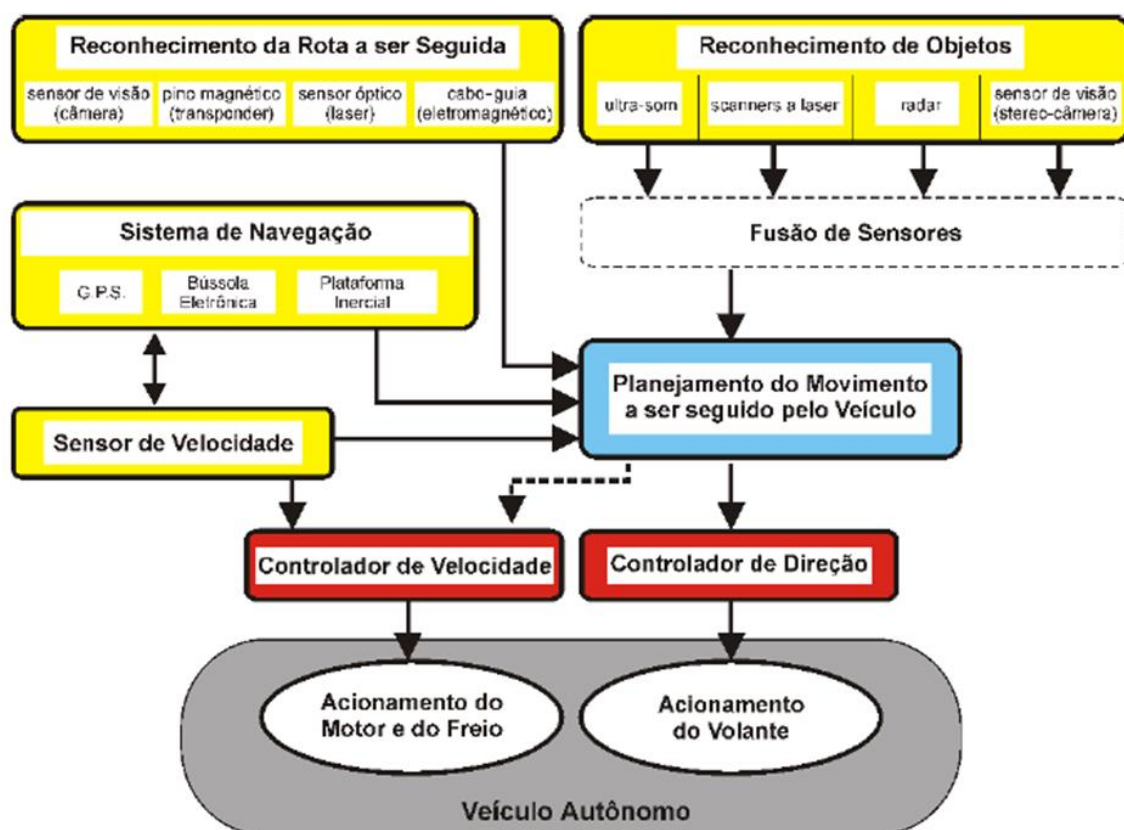 Reconhecimento da Rota a ser Seguida
sensor de visão
(câmera)
pino magnético
(transponder)
sensor óptico
(laser)
cabo-guia
(eletromagnético)
Reconhecimento de Objetos
ultra-som
scanners a laser
radar
sensor de visão
(stereo-câmera)
Sistema de Navegação
G.P.S.
Bússola
Eletrônica
Plataforma
Inercial
Fusão de Sensores
Planejamento do Movimento
a ser seguido pelo Veículo
Sensor de Velocidade
Controlador de Velocidade
Controlador de Direção
Acionamento do
Motor e do Freio
Acionamento
do Volante
Veículo Autônomo